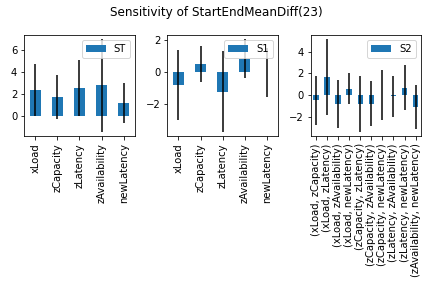 Sensitivity of StartEndMeanDiff(23)
ST
6
4
2
0
xLoad
zCapacity
zLatency
zAvailability
newLatency
S1
2
0
−2
xLoad
zCapacity
zLatency
zAvailability
newLatency
S2
4
2
0
−2
(xLoad, zCapacity)
(xLoad, zLatency)
(xLoad, zAvailability)
(xLoad, newLatency)
(zCapacity, zLatency)
(zCapacity, zAvailability)
(zCapacity, newLatency)
(zLatency, zAvailability)
(zLatency, newLatency)
(zAvailability, newLatency)